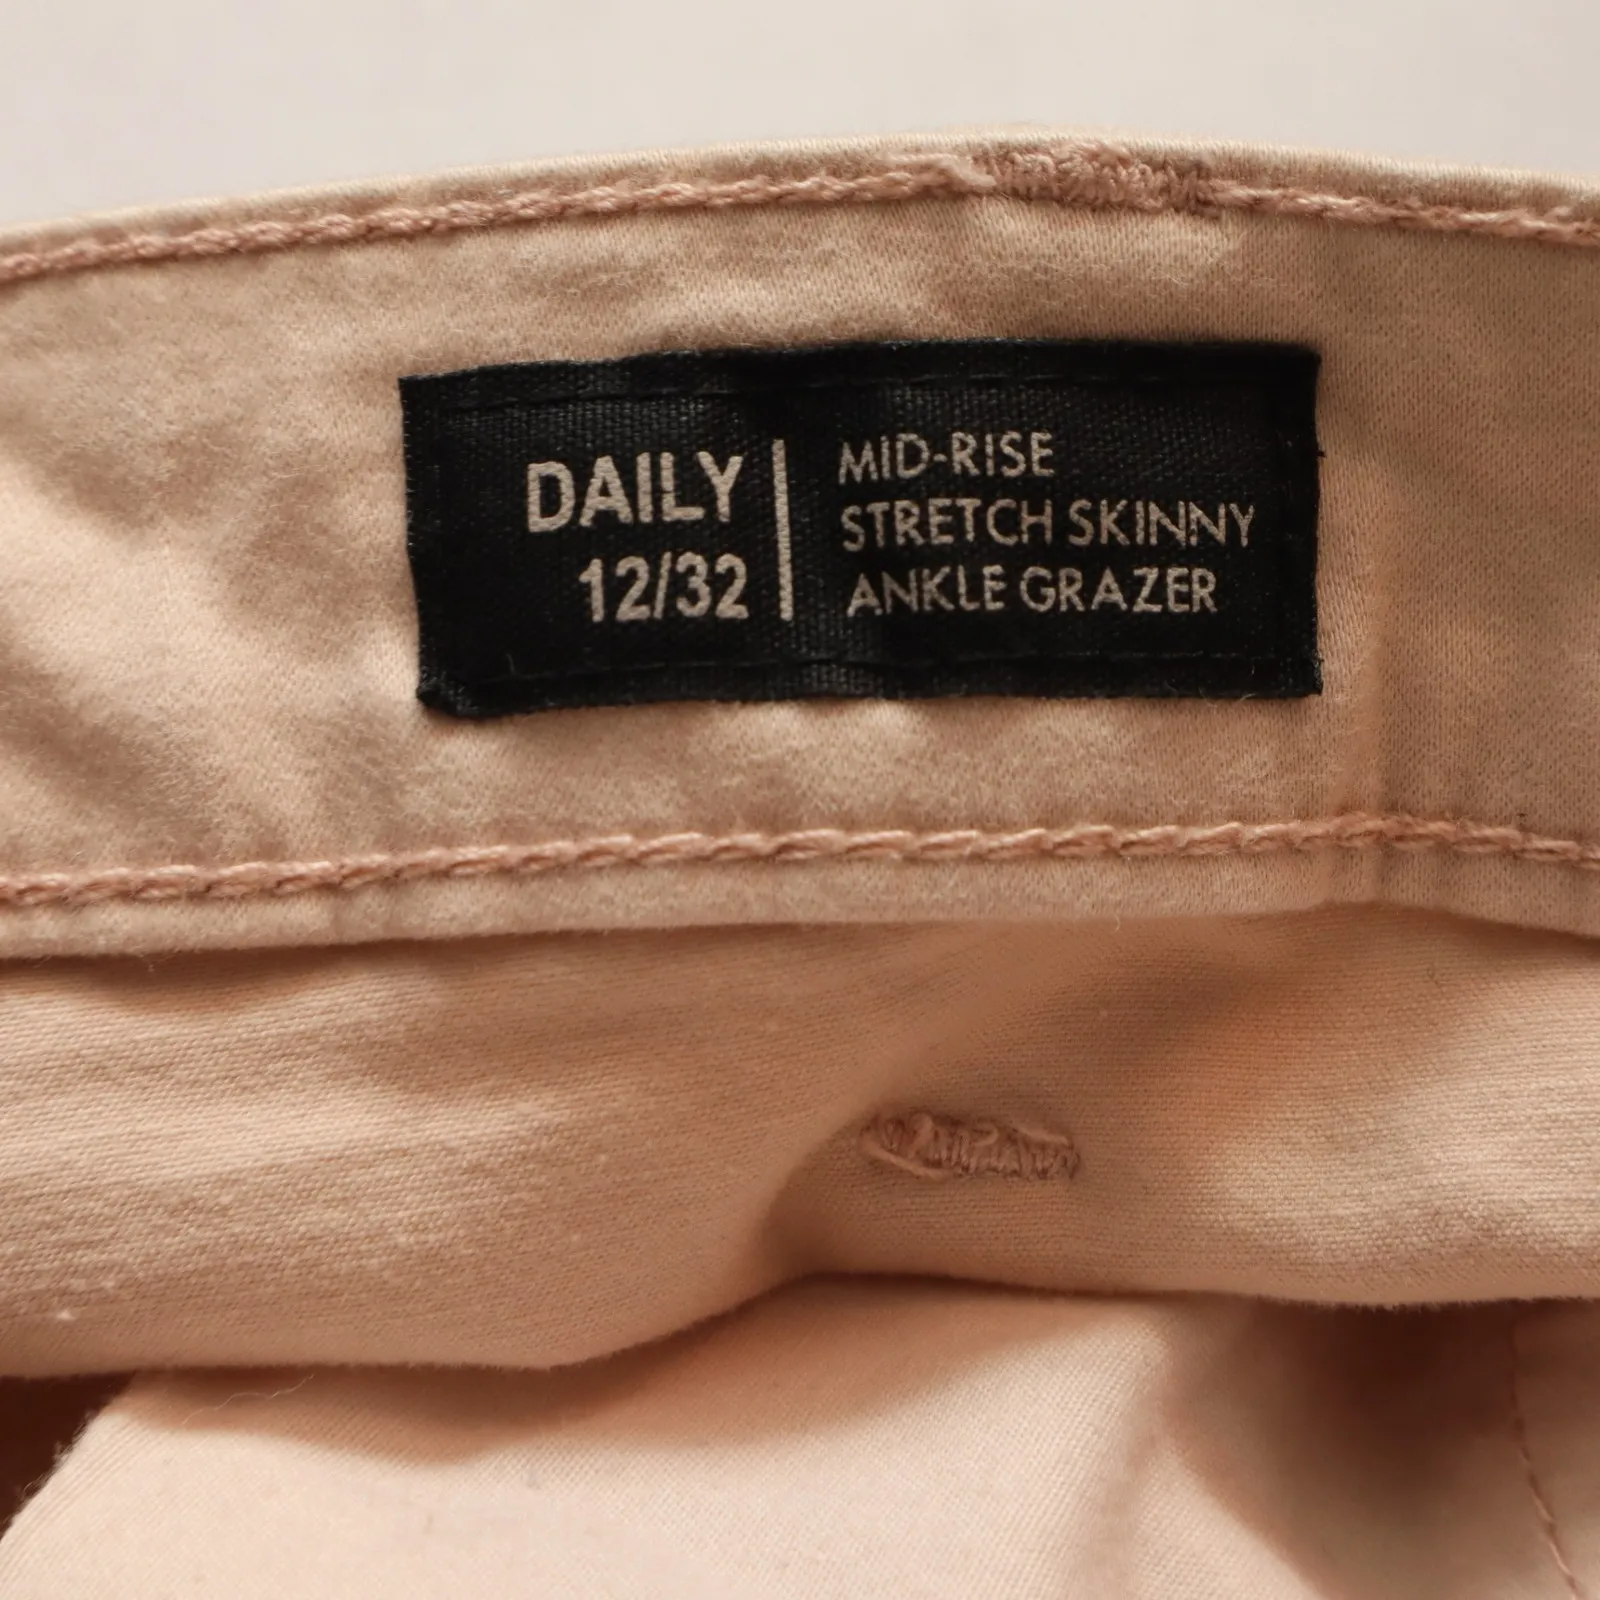 DAILY
12/32
MID-RISE
STRETCH SKINNY
ANKLE GRAZER